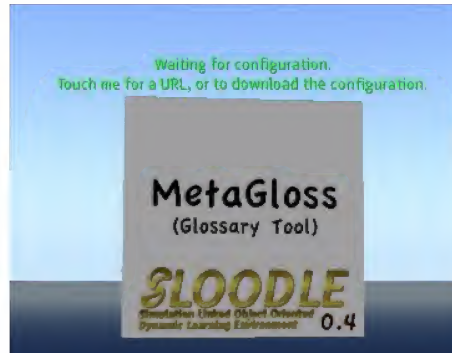 Waiting for configuration.
Touch me for a URL, or to download the configuration.
MetaGloss
(Glossary Tool)
SLOODLE
Simulation Linked Object Oriented
Dynamic Learning Environment 0.4